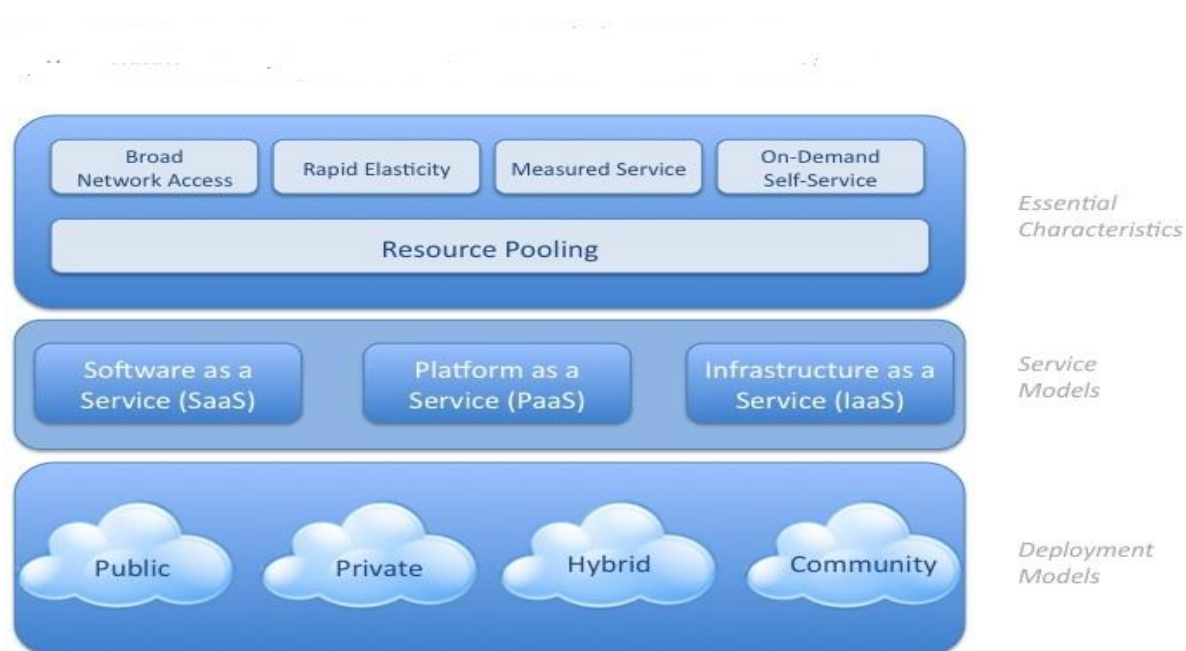 Broad
Network Access
Rapid Elasticity
Measured Service
On-Demand
Self-Service
Essential
Characteristics
Resource Pooling
Software as a
Service (SaaS)
Platform as a
Service (PaaS)
Infrastructure as a
Service (IaaS)
Service
Models
Public
Private
Hybrid
Community
Deployment
Models